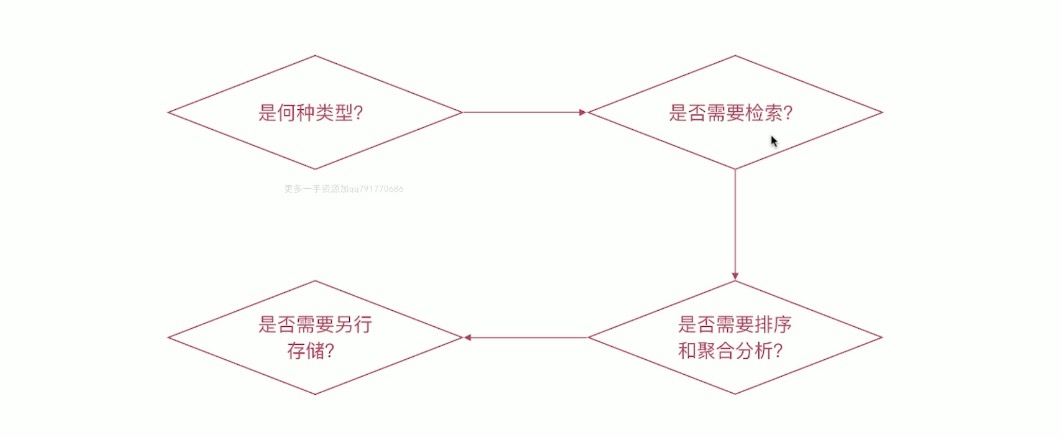 是何种类型?
是否需要检索?
更多一手资源加qq791770686
是否需要另行
存储?
是否需要排序
和聚合分析?